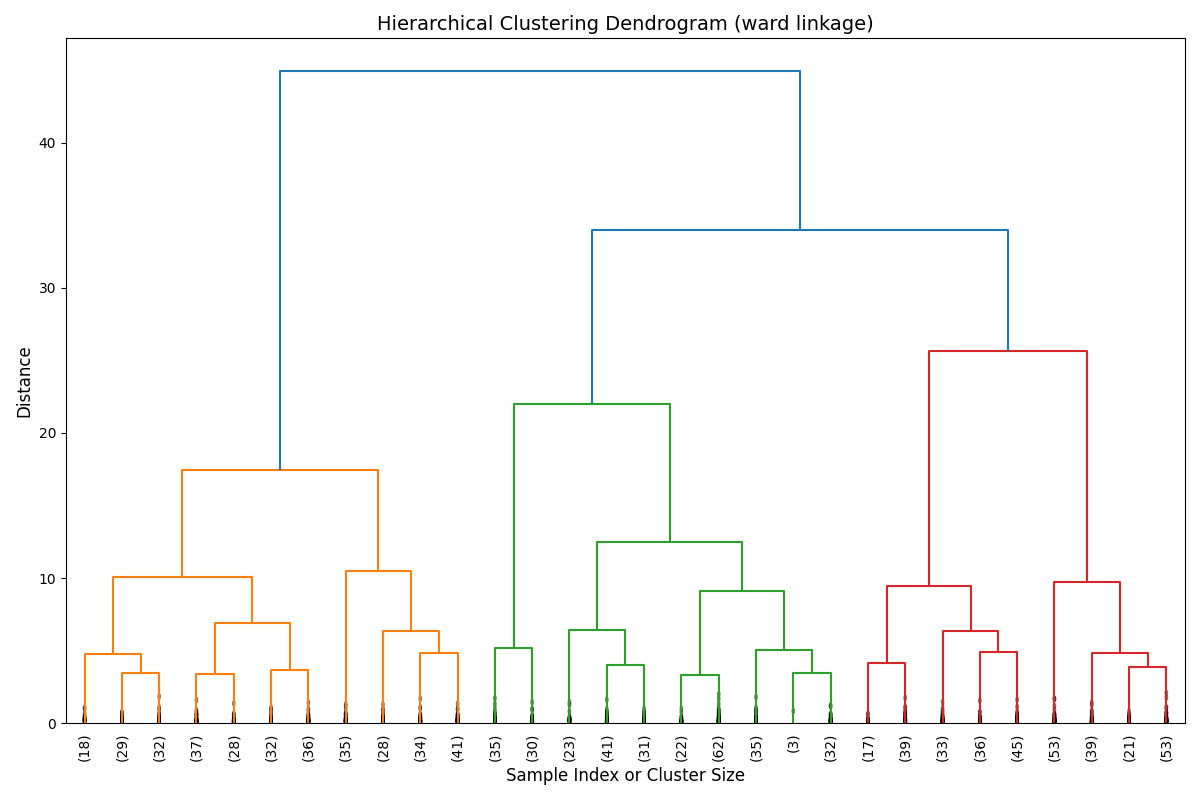 Hierarchical Clustering Dendrogram (ward linkage)
Distance
40
30
20
10
0
(18) (29) (32) (37) (28) (32) (36) (35) (28) (34) (41) (35) (30) (23) (41) (31) (22) (62) (35) (3) (32) (17) (39) (33) (36) (45) (53) (39) (21) (53)
Sample Index or Cluster Size